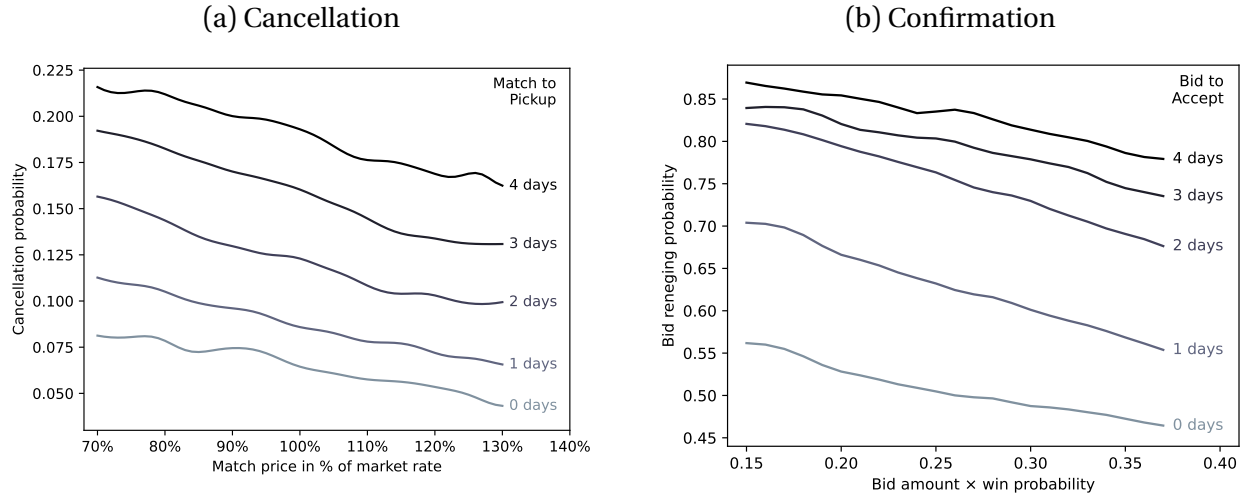 (a) Cancellation
Match to
Pickup
0.225
0.200
0.175
0.150
0.125
0.100
0.075
0.050
Cancellation probability
4 days
3 days
2 days
1 days
0 days
70% 80% 90% 100% 110% 120% 130% 140%
Match price in % of market rate
(b) Confirmation
Bid to
Accept
0.85
0.80
0.75
0.70
0.65
0.60
0.55
0.50
0.45
Bid reneging probability
4 days
3 days
2 days
1 days
0 days
0.15 0.20 0.25 0.30 0.35 0.40
Bid amount × win probability